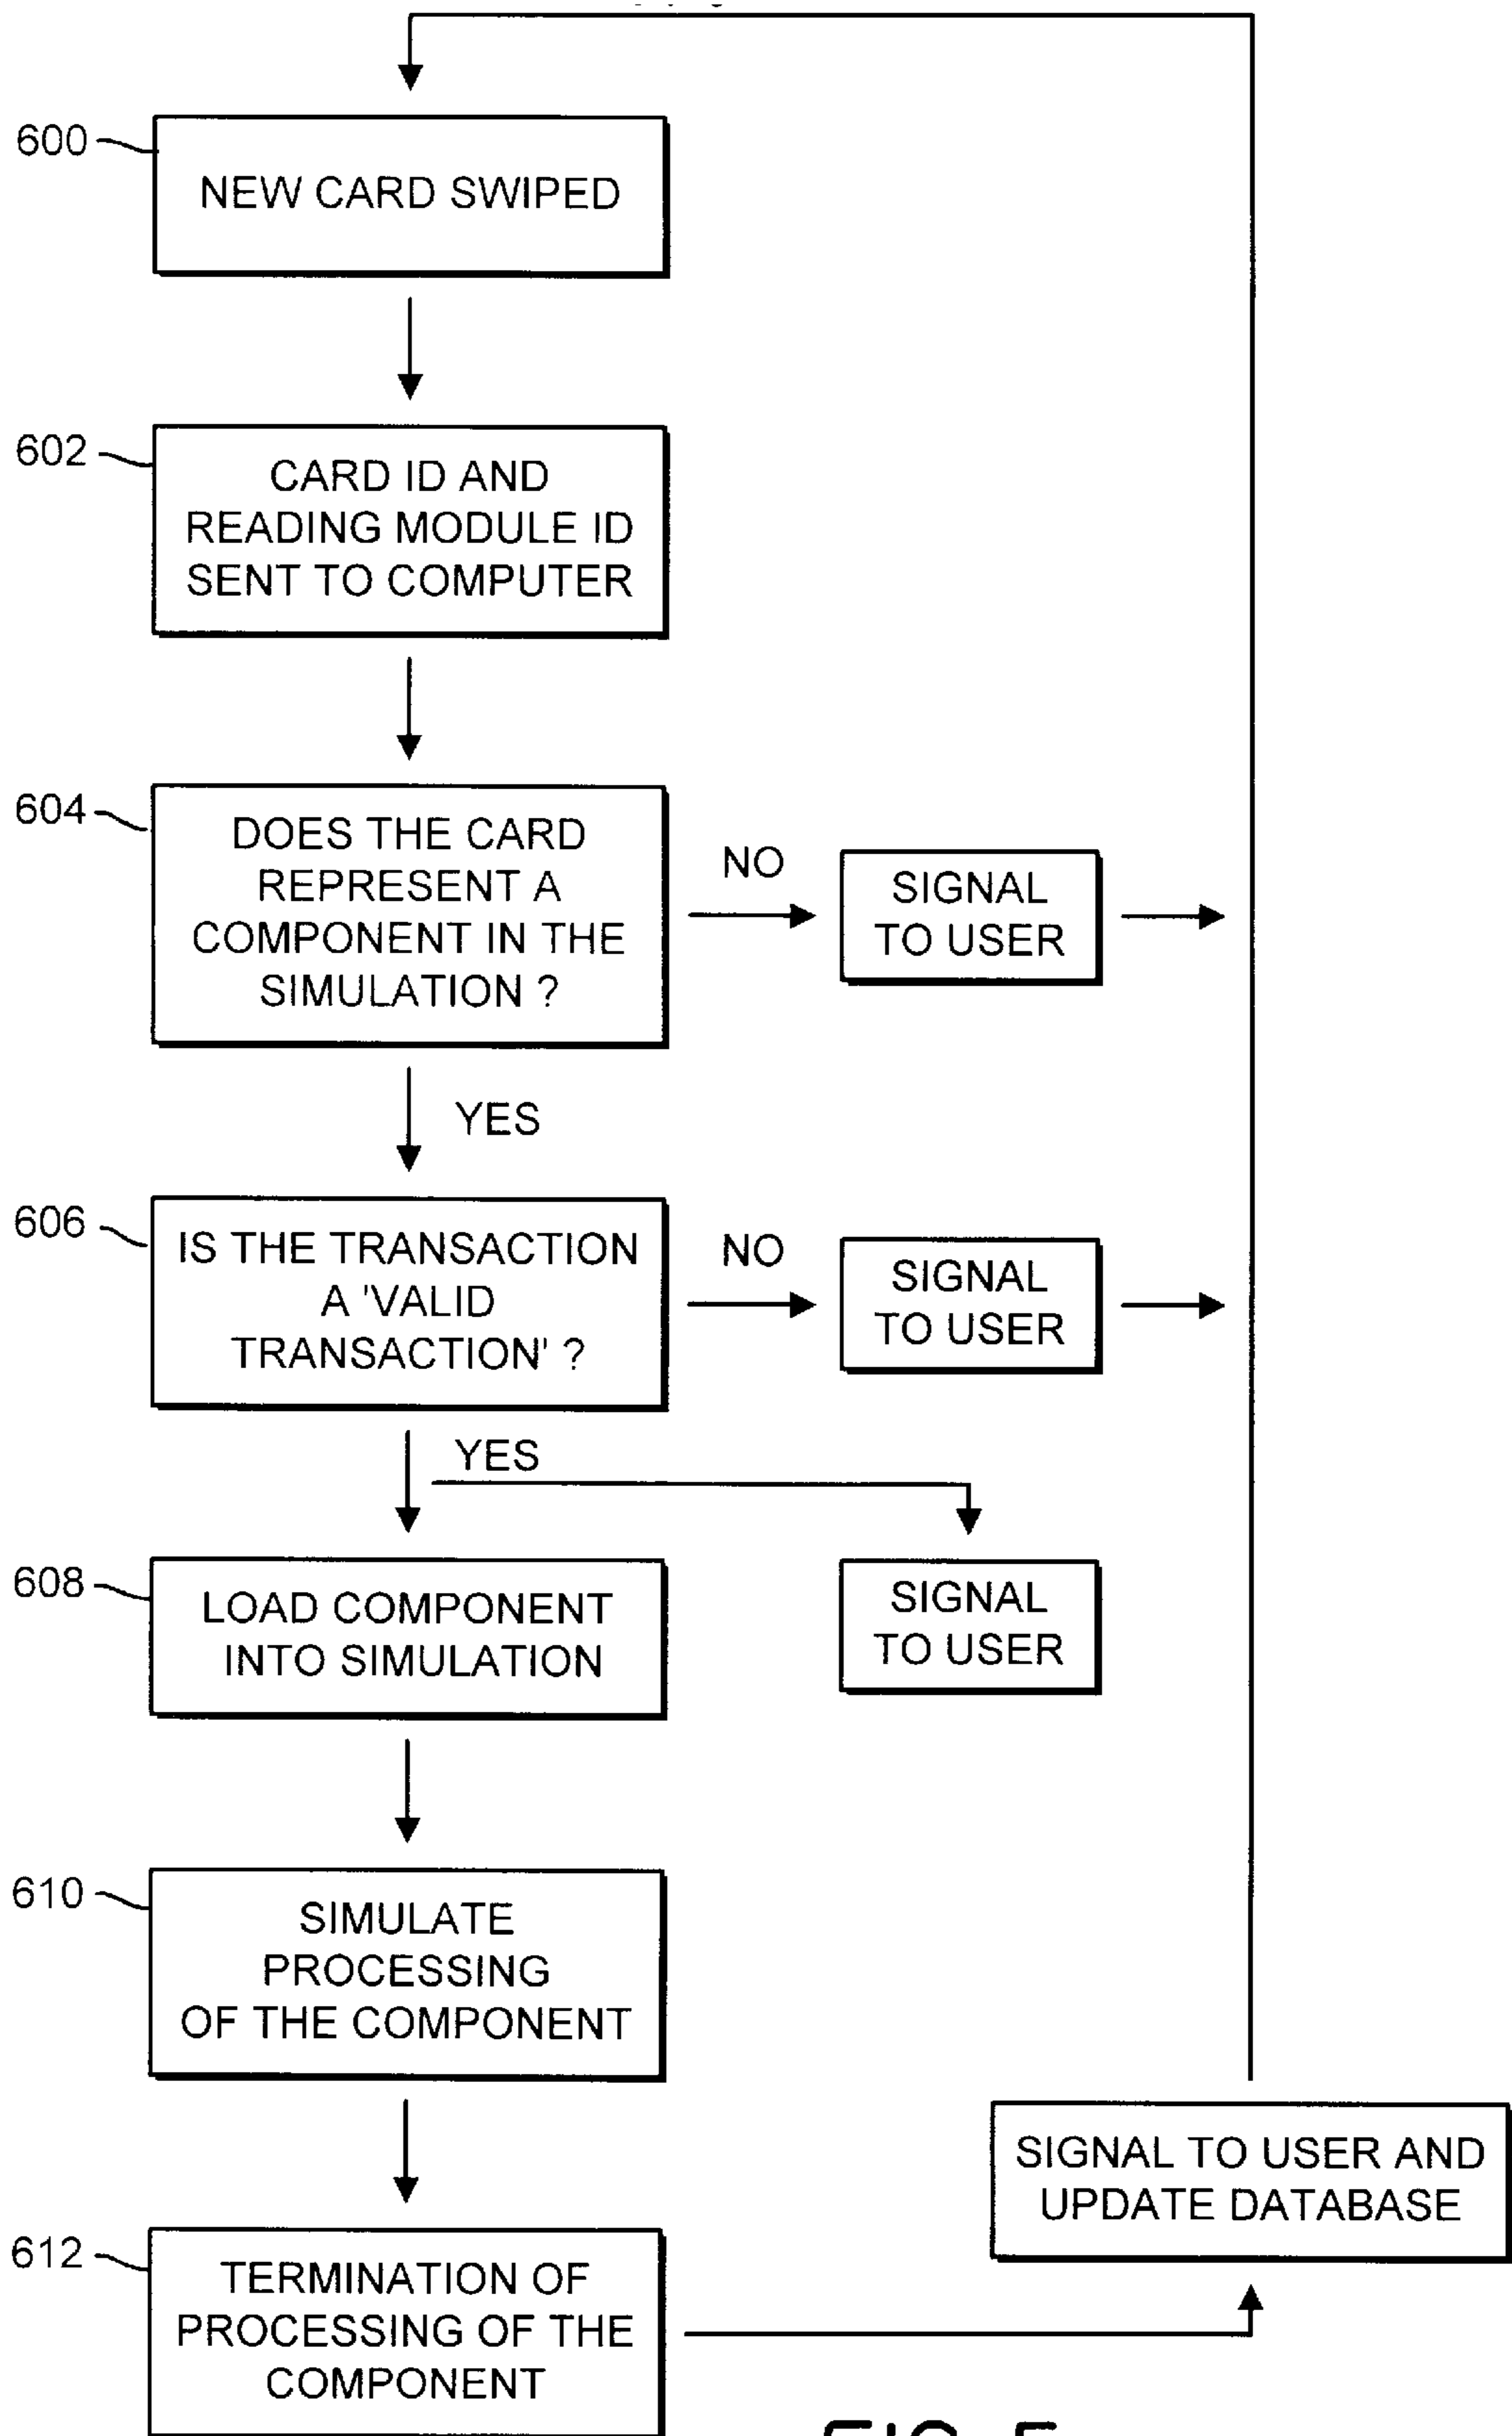 600
NEW CARD SWIPED
602
CARD ID AND
READING MODULE ID
SENT TO COMPUTER
604
DOES THE CARD
REPRESENT A
COMPONENT IN THE
SIMULATION ?
NO
SIGNAL
TO USER
YES
606
IS THE TRANSACTION
A 'VALID
TRANSACTION' ?
NO
SIGNAL
TO USER
YES
608
LOAD COMPONENT
INTO SIMULATION
SIGNAL
TO USER
610
SIMULATE
PROCESSING
OF THE COMPONENT
SIGNAL TO USER AND
UPDATE DATABASE
612
TERMINATION OF
PROCESSING OF THE
COMPONENT